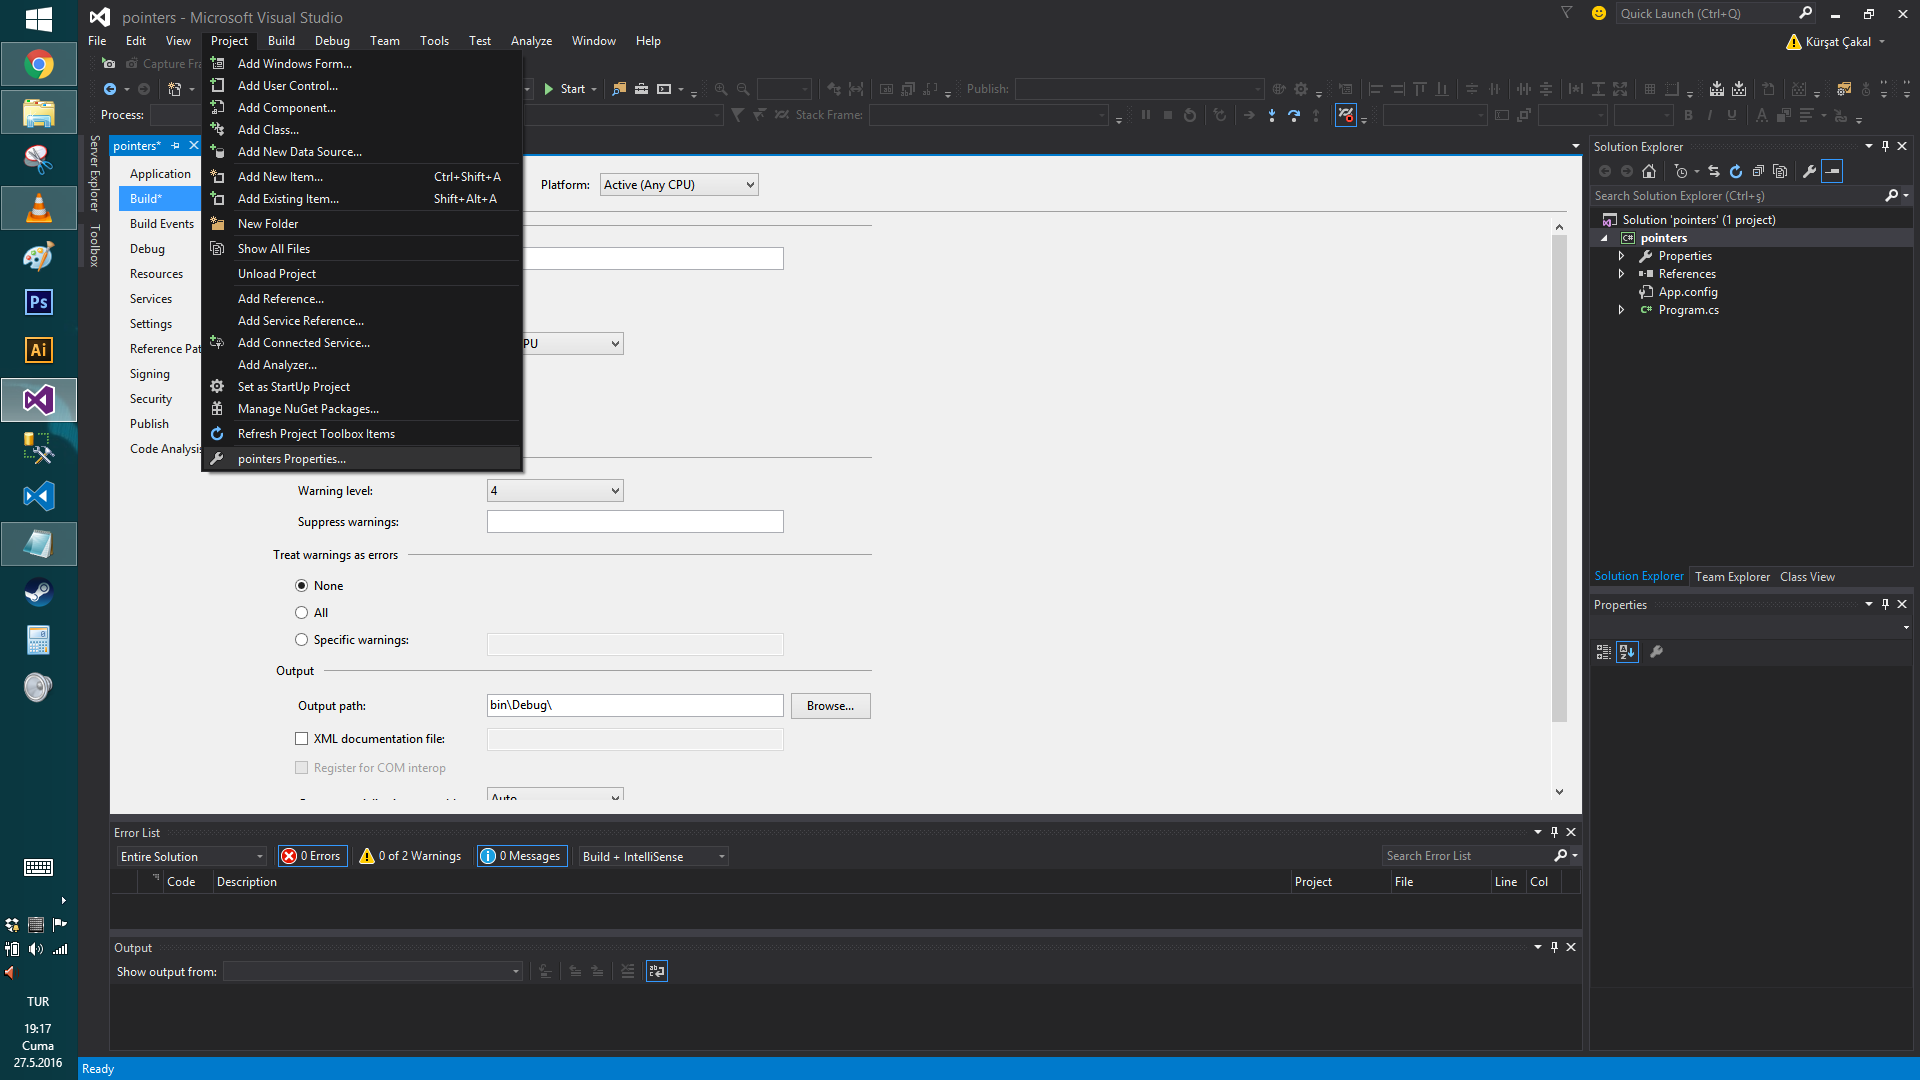 pointers - Microsoft Visual Studio
Quick Launch (Ctrl+Q)
File Edit View Project Build Debug Team Tools Test Analyze Window Help
Kürşat Çakal
Capture Fra
Start
Publish:
Process:
Stack Frame:
Add Windows Form...
Add User Control...
Add Component...
Add Class...
Add New Data Source...
Add New Item... Ctrl+Shift+A
Add Existing Item... Shift+Alt+A
New Folder
Show All Files
Unload Project
Add Reference...
Add Service Reference...
Add Connected Service...
Add Analyzer...
Set as StartUp Project
Manage NuGet Packages...
Refresh Project Toolbox Items
pointers Properties...
Server Explorer
Toolbox
pointers*
Application
Build*
Build Events
Debug
Resources
Services
Settings
Reference Pat
Signing
Security
Publish
Code Analysis
Platform: Active (Any CPU)
PU
Warning level: 4
Suppress warnings:
Treat warnings as errors
None
All
Specific warnings:
Output
Output path: bin\Debug\ Browse...
XML documentation file:
Register for COM interop
Auto
Solution Explorer
Search Solution Explorer (Ctrl+ş)
Solution 'pointers' (1 project)
C# pointers
Properties
References
App.config
C# Program.cs
Solution Explorer Team Explorer Class View
Properties
Error List
Entire Solution 0 Errors 0 of 2 Warnings 0 Messages Build + IntelliSense Search Error List
Code Description Project File Line Col
Output
Show output from:
Ready
Ps
Ai
TUR
19:17
Cuma
27.5.2016